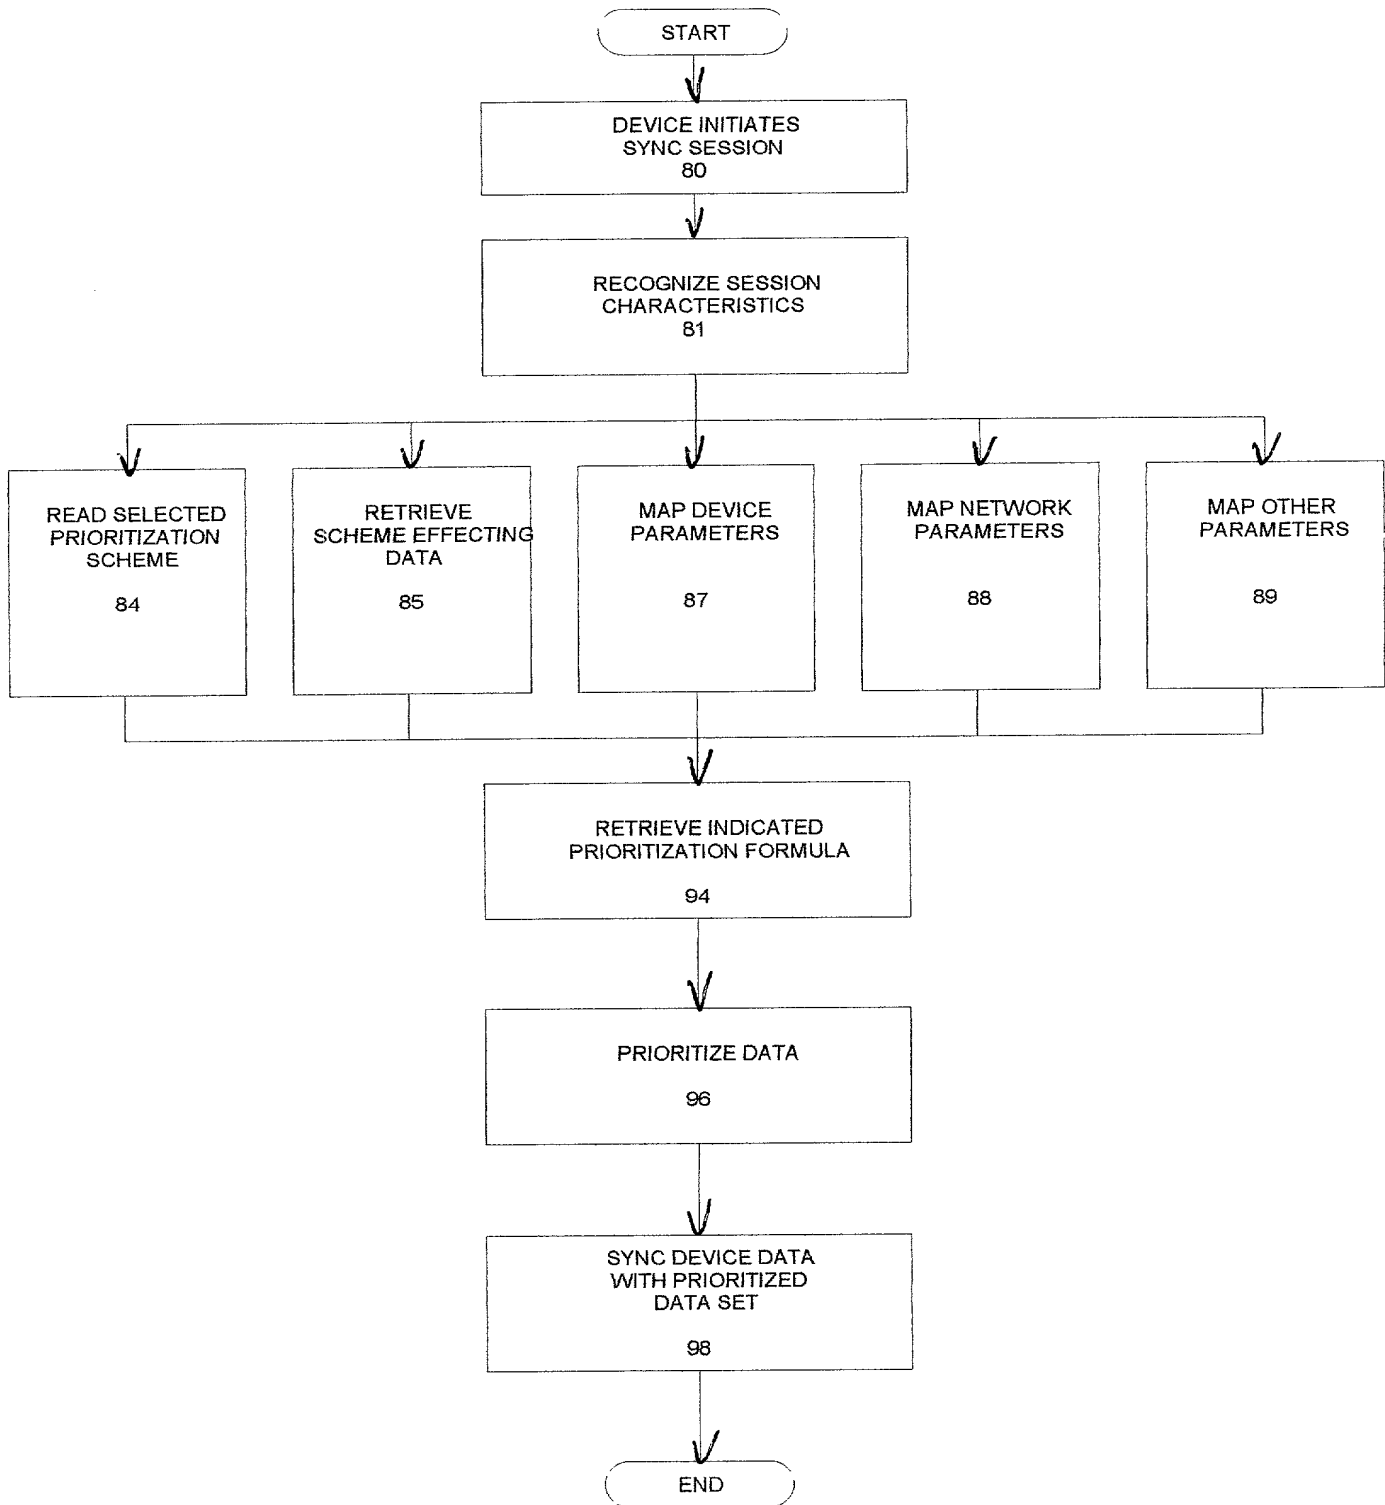 START
DEVICE INITIATES
SYNC SESSION
80
RECOGNIZE SESSION
CHARACTERISTICS
81
READ SELECTED
PRIORITIZATION
SCHEME
84
RETRIEVE
SCHEME EFFECTING
DATA
85
MAP DEVICE
PARAMETERS
87
MAP NETWORK
PARAMETERS
88
MAP OTHER
PARAMETERS
89
RETRIEVE INDICATED
PRIORITIZATION FORMULA
94
PRIORITIZE DATA
96
SYNC DEVICE DATA
WITH PRIORITIZED
DATA SET
98
END